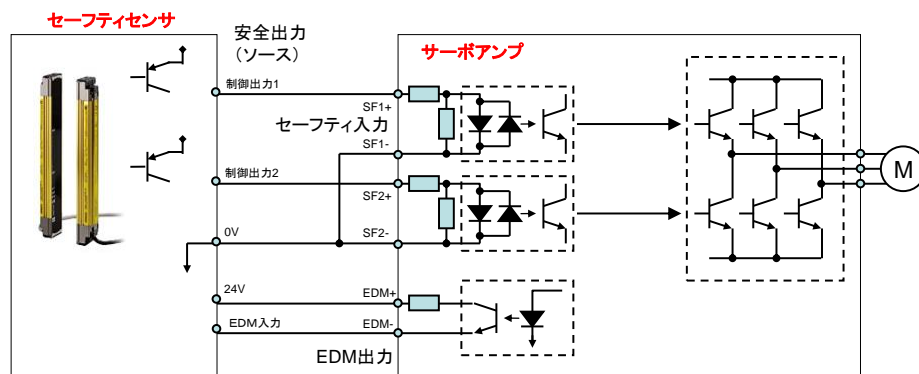 セーフティセンサ
安全出力
（ソース）
サーボアンプ
制御出力1
SF1+
セーフティ入力
SF1-
制御出力2
SF2+
0V
SF2-
M
24V
EDM+
EDM入力
EDM-
EDM出力